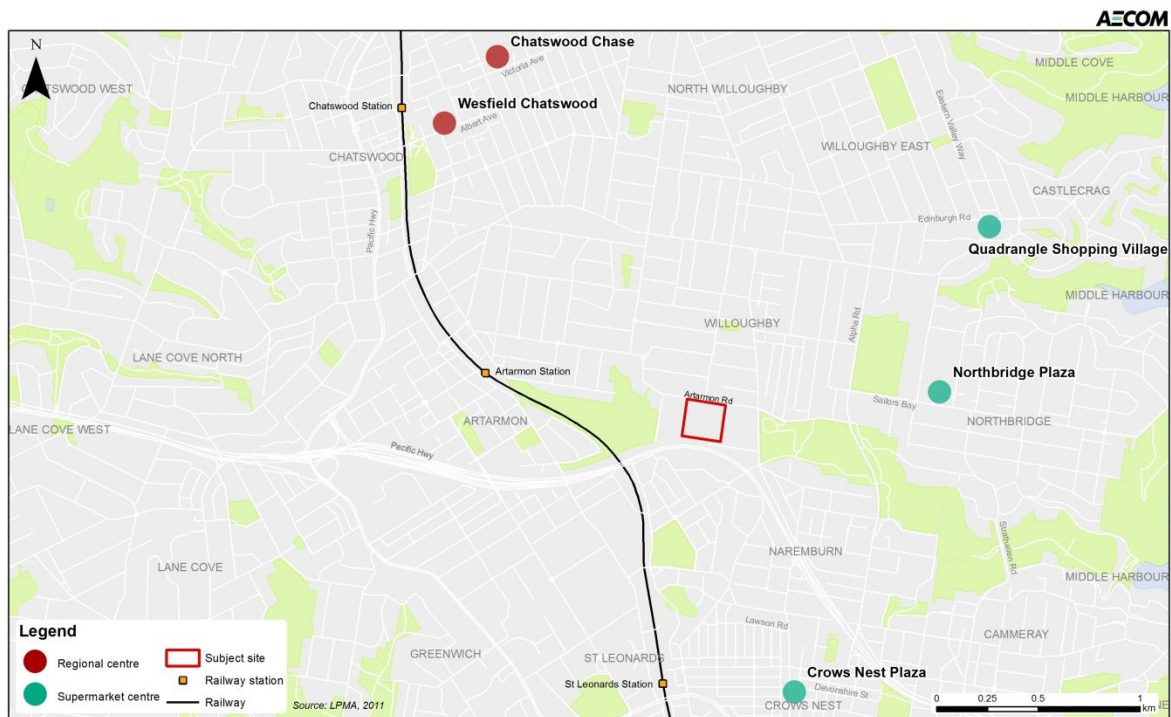 AECOM
N
Chatswood Chase
Victoria Ave
CHATSWOOD WEST
NORTH WILLOUGHBY
MIDDLE COVE
MIDDLE HARBOUR
Chatswood Station
Wesfield Chatswood
Albert Ave
Eastern Valley Way
CHATSWOOD
WILLOUGHBY EAST
CASTLECRAG
Pacific Hwy
Edinburgh Rd
Quadrangle Shopping Village
MIDDLE HARBOUR
WILLOUGHBY
Alpha Rd
LANE COVE NORTH
Artarmon Station
Northbridge Plaza
Artarmon Rd
Sailors Bay
LANE COVE WEST
ARTARMON
NORTHBRIDGE
Pacific Hwy
Strathallen Rd
NAREMBURN
LANE COVE
MIDDLE HARBOUR
Lawson Rd
CAMMERAY
GREENWICH
ST LEONARDS
Crows Nest Plaza
St Leonards Station
Devonshire St
CROWS NEST
Legend
Regional centre
Subject site
Railway station
Supermarket centre
Railway
Source: LPMA, 2011
0 0.25 0.5 1
km